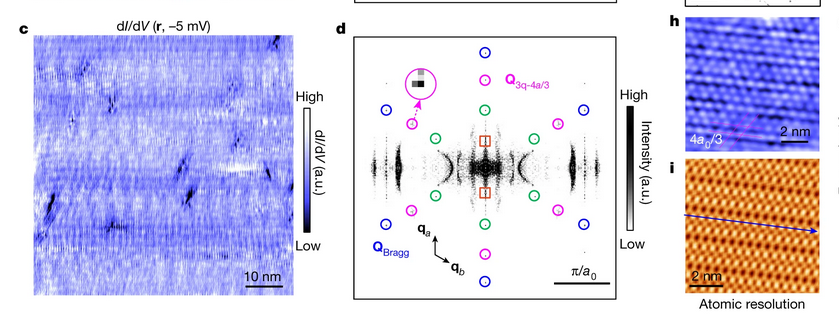 c
dI/dV (r, −5 mV)
High
dI/dV (a.u.)
Low
10 nm
d
Q3q-4a/3
QBragg
qa
qb
π/a0
High
Intensity (a.u.)
Low
h
4a0/3
2 nm
i
2 nm
Atomic resolution